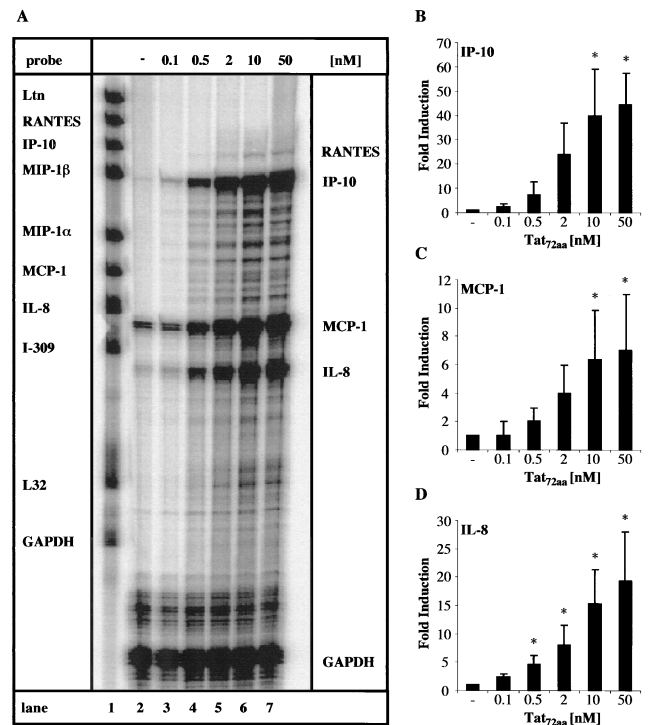 A
probe - 0.1 0.5 2 10 50 [nM]
Ltn
RANTES
IP-10
MIP-1β
MIP-1α
MCP-1
IL-8
I-309
L32
GAPDH
RANTES
IP-10
MCP-1
IL-8
GAPDH
lane 1 2 3 4 5 6 7
B
IP-10
Fold Induction
70
60
50
40
30
20
10
0
* *
- 0.1 0.5 2 10 50
Tat72aa [nM]
C
MCP-1
Fold Induction
12
10
8
6
4
2
0
* *
- 0.1 0.5 2 10 50
Tat72aa [nM]
D
IL-8
Fold Induction
30
25
20
15
10
5
0
* * * *
- 0.1 0.5 2 10 50
Tat72aa [nM]